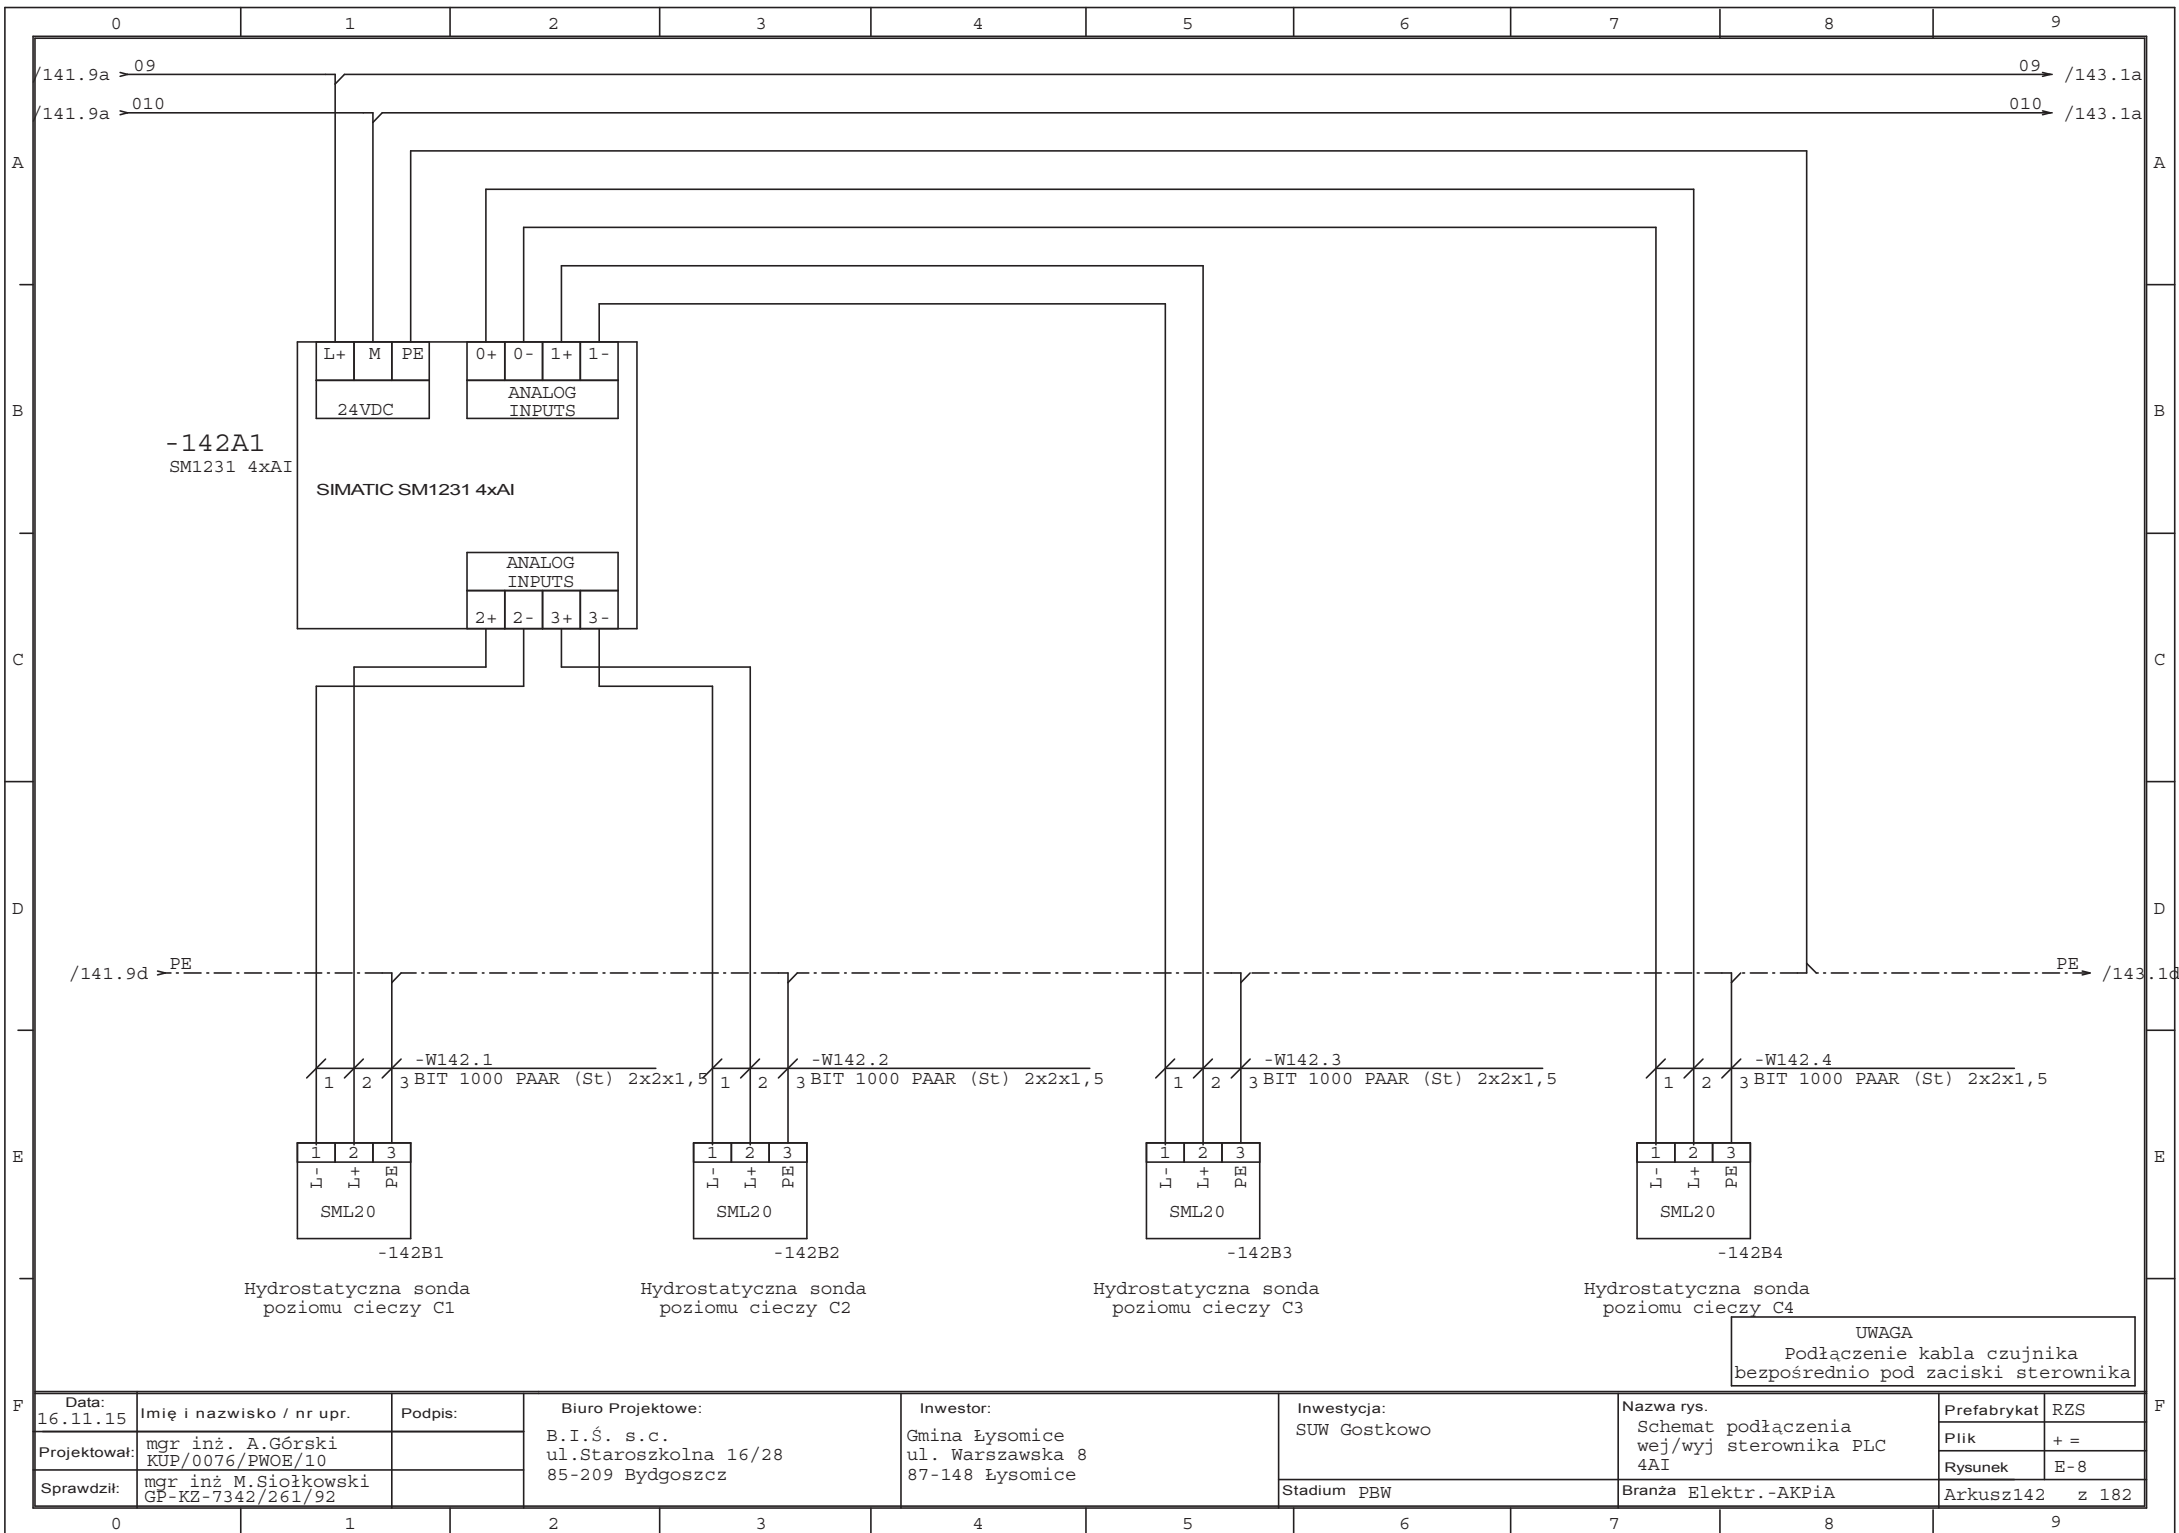 0 1 2 3 4 5 6 7 8 9
/141.9a 09 09 /143.1a
/141.9a 010 010 /143.1a
A A
L+ M PE 0+ 0- 1+ 1-
24VDC
ANALOG
INPUTS
B B
-142A1
SM1231 4xAI
SIMATIC SM1231 4xAI
ANALOG
INPUTS
2+ 2- 3+ 3-
C C
D D
/141.9d PE PE /143.1d
-W142.1
1 2 3 BIT 1000 PAAR (St) 2x2x1,5
-W142.2
1 2 3 BIT 1000 PAAR (St) 2x2x1,5
-W142.3
1 2 3 BIT 1000 PAAR (St) 2x2x1,5
-W142.4
1 2 3 BIT 1000 PAAR (St) 2x2x1,5
E E
1 2 3
L- L+ PE
SML20
-142B1
Hydrostatyczna sonda
poziomu cieczy C1
1 2 3
L- L+ PE
SML20
-142B2
Hydrostatyczna sonda
poziomu cieczy C2
1 2 3
L- L+ PE
SML20
-142B3
Hydrostatyczna sonda
poziomu cieczy C3
1 2 3
L- L+ PE
SML20
-142B4
Hydrostatyczna sonda
poziomu cieczy C4
UWAGA
Podłączenie kabla czujnika
bezpośrednio pod zaciski sterownika
F F
Data:
16.11.15
Imię i nazwisko / nr upr.
Podpis:
Projektował:
mgr inż. A.Górski
KUP/0076/PWOE/10
Sprawdził:
mgr inż M.Siołkowski
GP-KZ-7342/261/92
Biuro Projektowe:
B.I.Ś. s.c.
ul.Staroszkolna 16/28
85-209 Bydgoszcz
Inwestor:
Gmina Łysomice
ul. Warszawska 8
87-148 Łysomice
Inwestycja:
SUW Gostkowo
Stadium PBW
Nazwa rys.
Schemat podłączenia
wej/wyj sterownika PLC
4AI
Branża Elektr.-AKPiA
Prefabrykat RZS
Plik + =
Rysunek E-8
Arkusz142 z 182
0 1 2 3 4 5 6 7 8 9